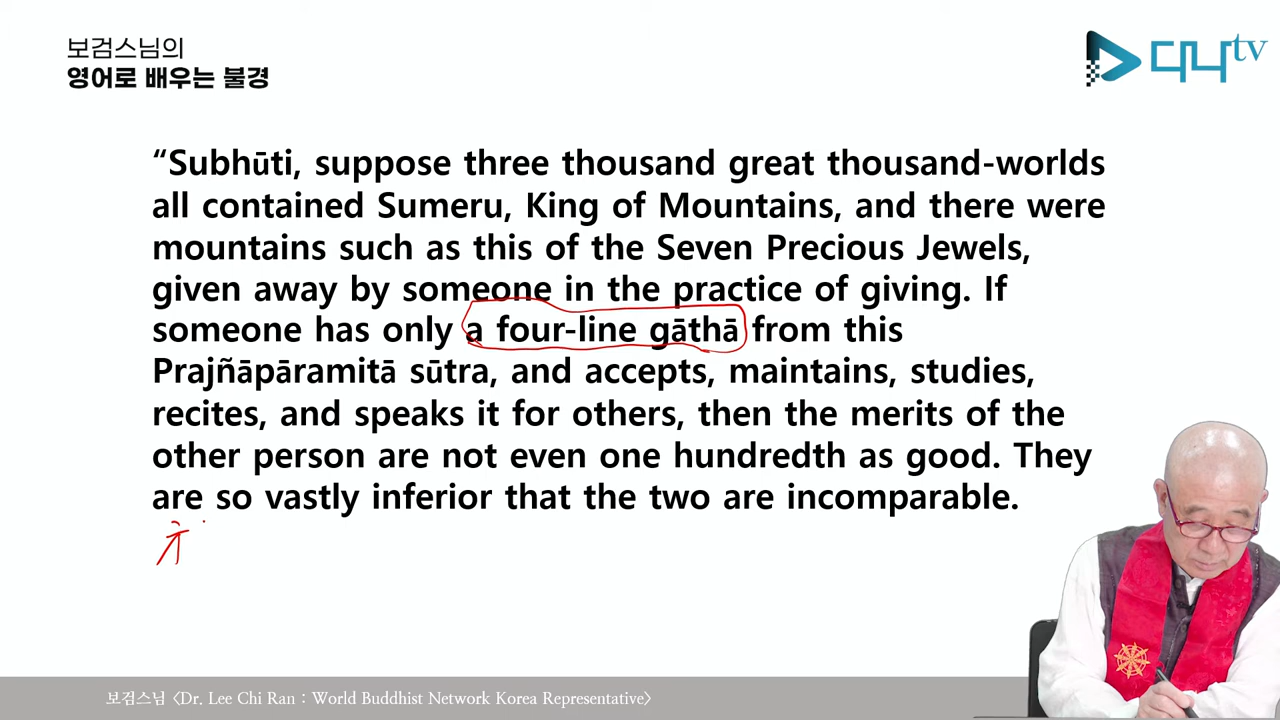 보검스님의
영어로 배우는 불경
다나tv
“Subhūti, suppose three thousand great thousand-worlds
all contained Sumeru, King of Mountains, and there were
mountains such as this of the Seven Precious Jewels,
given away by someone in the practice of giving. If
someone has only a four-line gāthā from this
Prajñāpāramitā sūtra, and accepts, maintains, studies,
recites, and speaks it for others, then the merits of the
other person are not even one hundredth as good. They
are so vastly inferior that the two are incomparable.
보검스님 <Dr. Lee Chi Ran : World Buddhist Network Korea Representative>